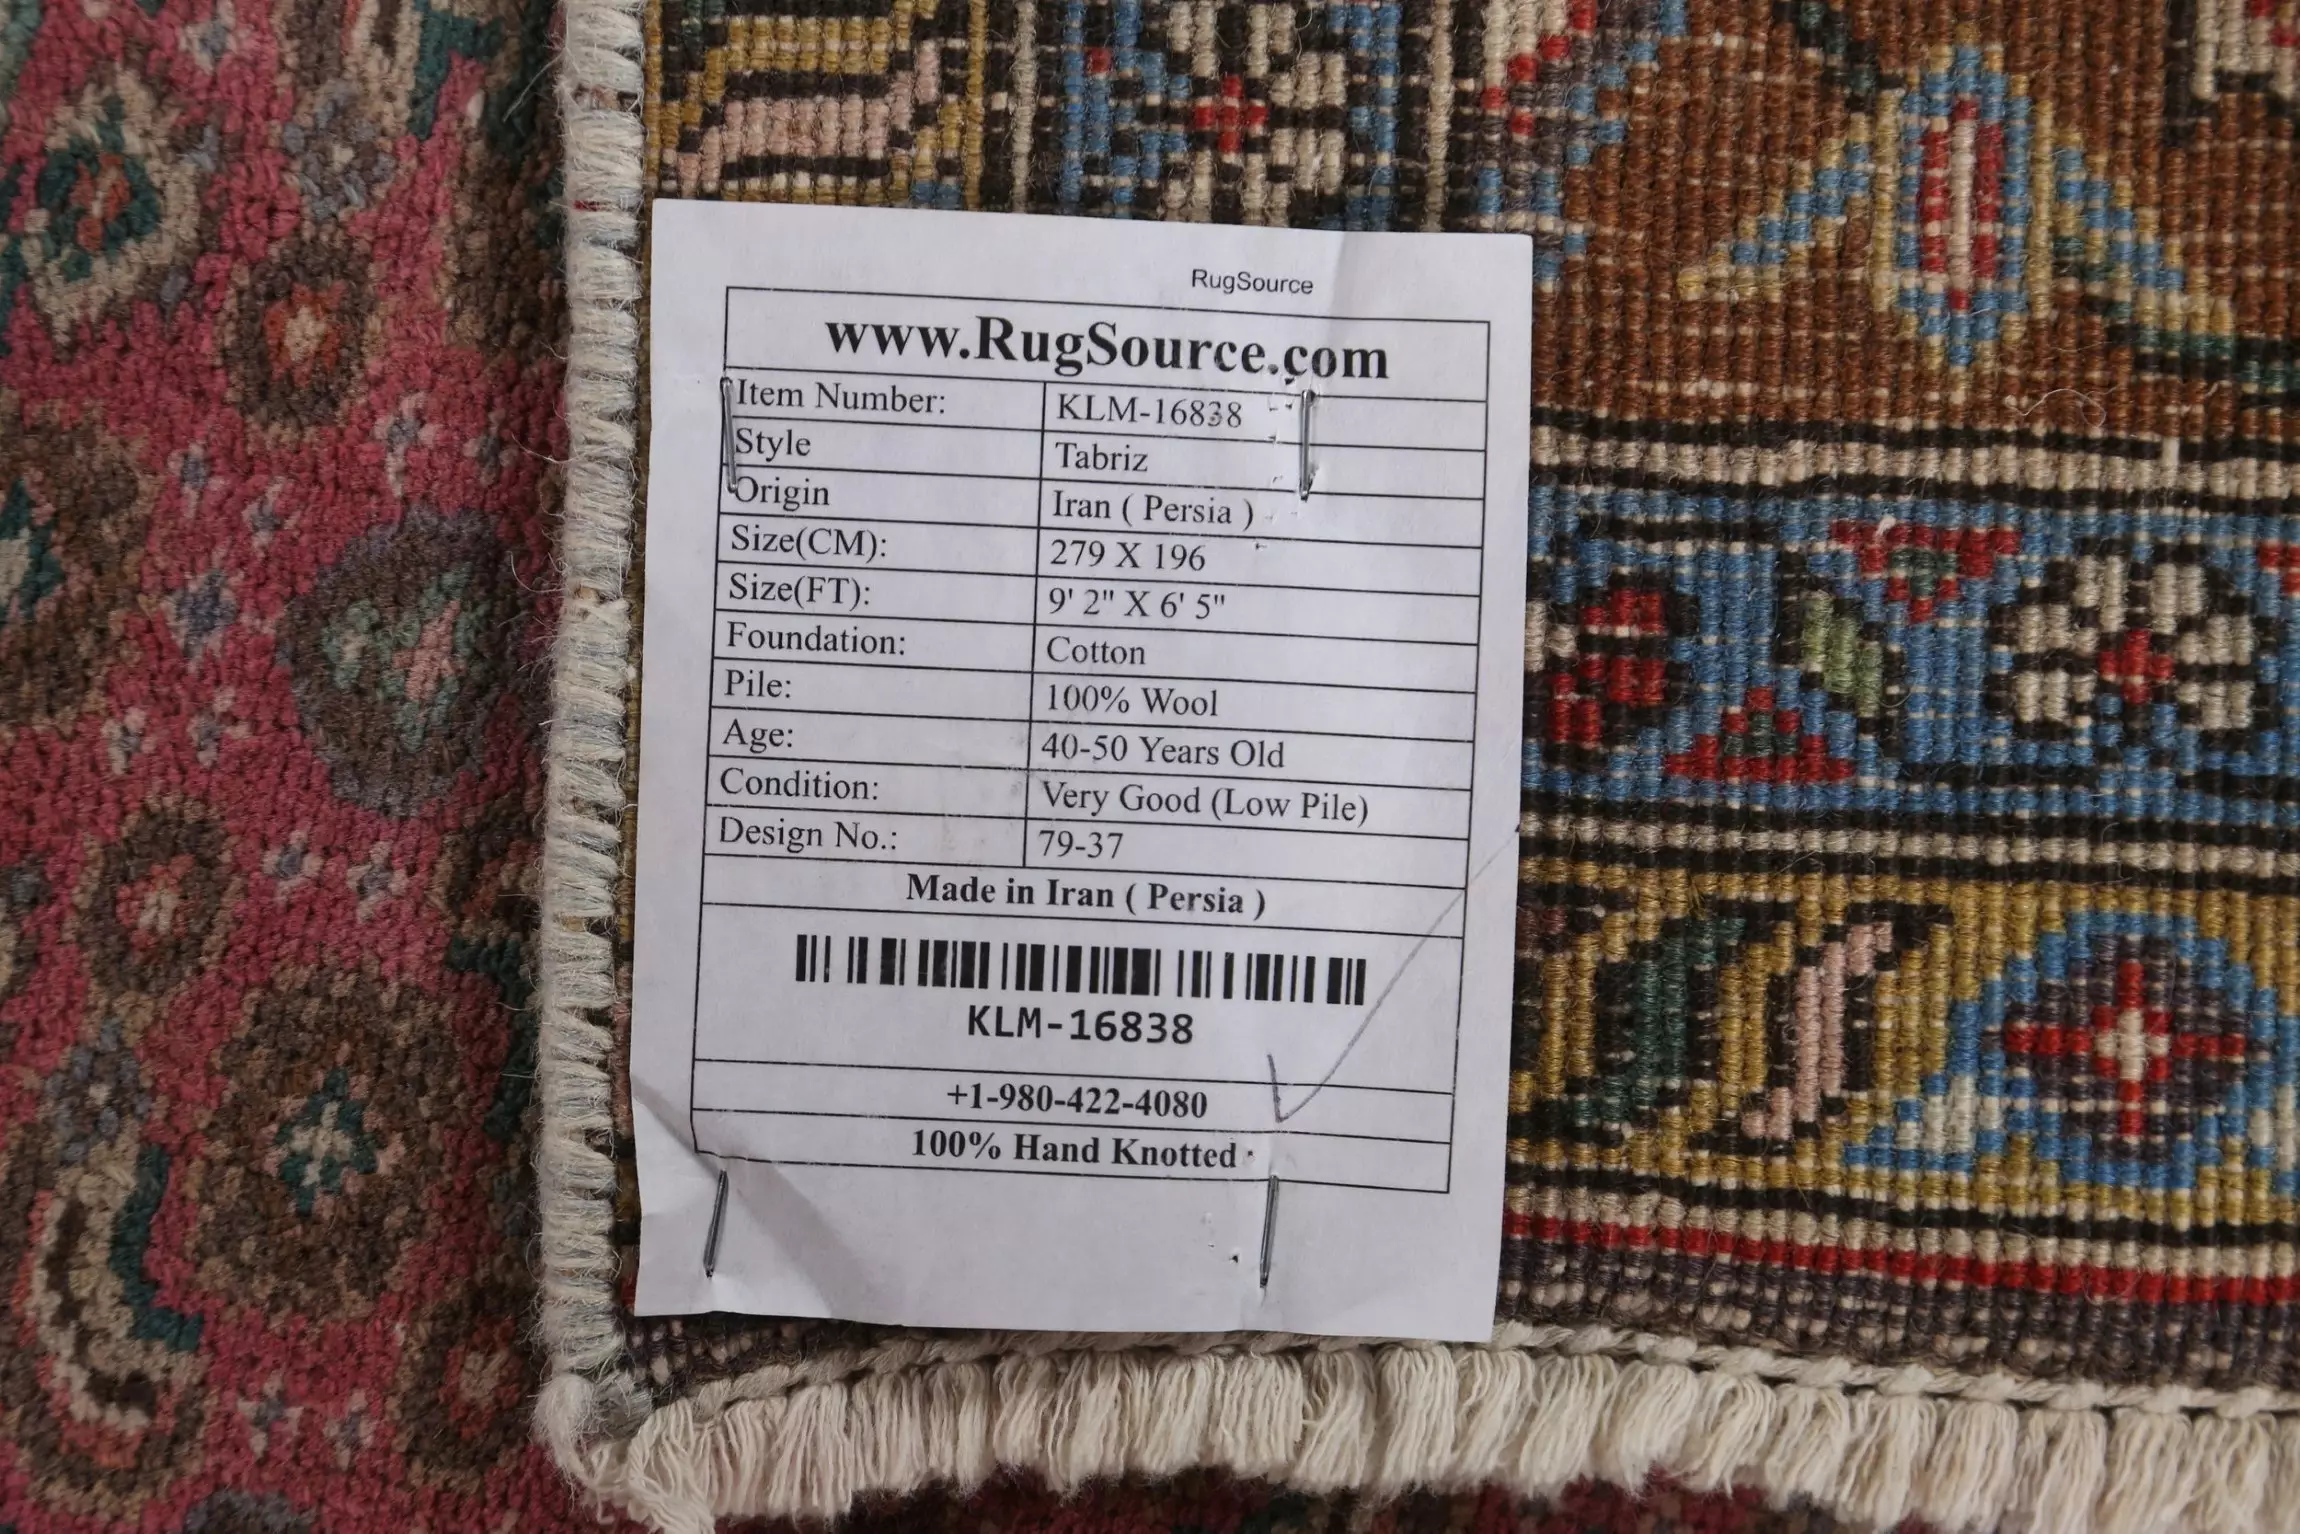 RugSource
www.RugSource.com
Item Number: KLM-16838
Style Tabriz
Origin Iran ( Persia )
Size(CM): 279 X 196
Size(FT): 9' 2" X 6' 5"
Foundation: Cotton
Pile: 100% Wool
Age: 40-50 Years Old
Condition: Very Good (Low Pile)
Design No.: 79-37
Made in Iran ( Persia )
KLM-16838
+1-980-422-4080
100% Hand Knotted